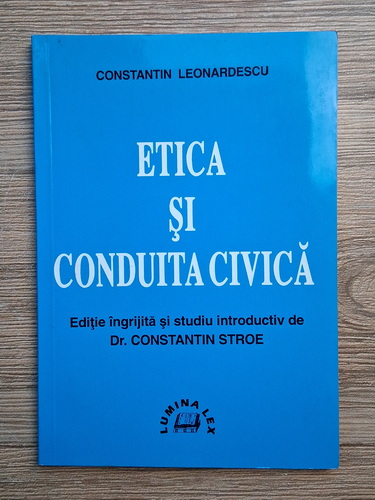 CONSTANTIN LEONARDESCU
ETICA
ŞI
CONDUITA CIVICĂ
Ediţie îngrijită şi studiu introductiv de
Dr. CONSTANTIN STROE
LUMINA LEX